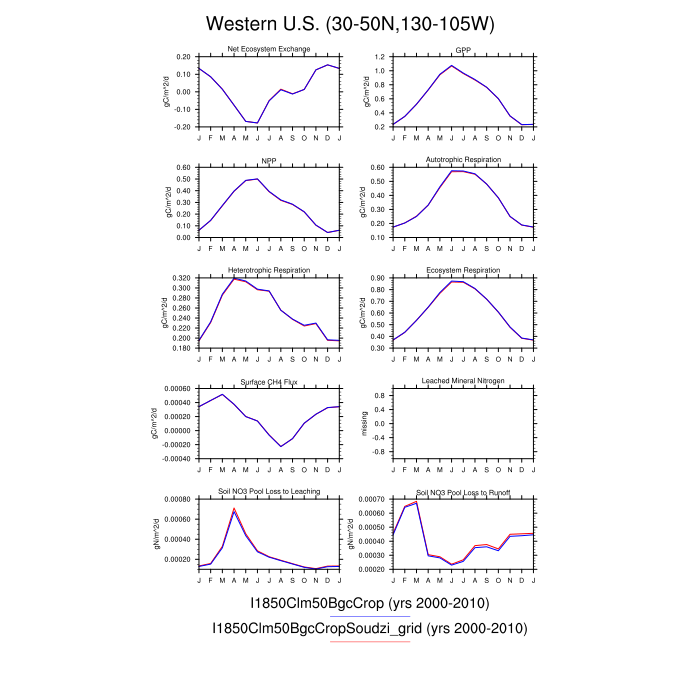 Western U.S. (30-50N,130-105W)
Net Ecosystem Exchange
gC/m^2/d
0.20
0.10
0.00
-0.10
-0.20
J F M A M J J A S O N D J
GPP
gC/m^2/d
1.2
1.0
0.8
0.6
0.4
0.2
J F M A M J J A S O N D J
NPP
gC/m^2/d
0.60
0.50
0.40
0.30
0.20
0.10
0.00
J F M A M J J A S O N D J
Autotrophic Respiration
gC/m^2/d
0.60
0.50
0.40
0.30
0.20
0.10
J F M A M J J A S O N D J
Heterotrophic Respiration
gC/m^2/d
0.320
0.300
0.280
0.260
0.240
0.220
0.200
0.180
J F M A M J J A S O N D J
Ecosystem Respiration
gC/m^2/d
0.90
0.80
0.70
0.60
0.50
0.40
0.30
J F M A M J J A S O N D J
Surface CH4 Flux
gC/m^2/d
0.00060
0.00040
0.00020
0.00000
-0.00020
-0.00040
J F M A M J J A S O N D J
Leached Mineral Nitrogen
missing
0.8
0.4
-0.0
-0.4
-0.8
J F M A M J J A S O N D J
Soil NO3 Pool Loss to Leaching
gN/m^2/d
0.00080
0.00060
0.00040
0.00020
J F M A M J J A S O N D J
Soil NO3 Pool Loss to Runoff
gN/m^2/d
0.00070
0.00060
0.00050
0.00040
0.00030
0.00020
J F M A M J J A S O N D J
I1850Clm50BgcCrop (yrs 2000-2010)
I1850Clm50BgcCropSoudzi_grid (yrs 2000-2010)